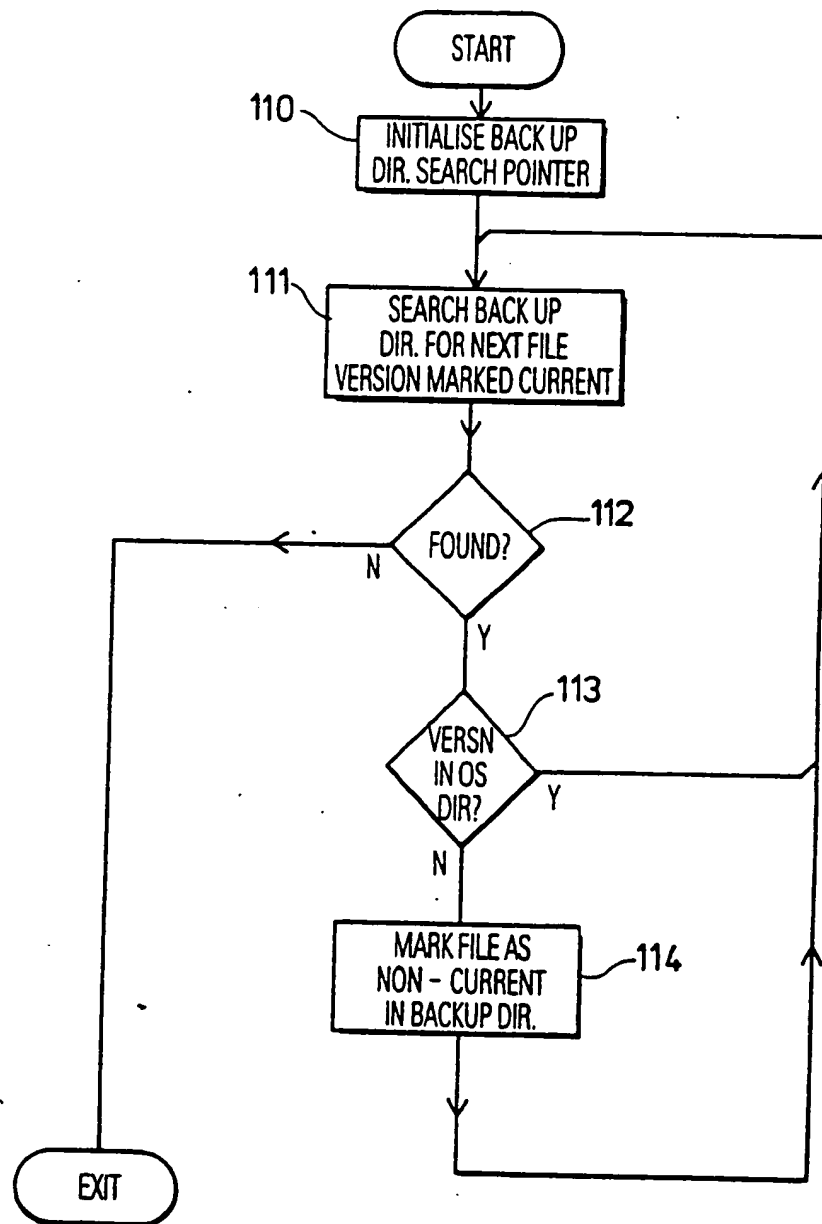 START
110
INITIALISE BACK UP
DIR. SEARCH POINTER
111
SEARCH BACK UP
DIR. FOR NEXT FILE
VERSION MARKED CURRENT
112
FOUND?
N
Y
113
VERSN
IN OS
DIR?
Y
N
MARK FILE AS
NON - CURRENT
IN BACKUP DIR.
114
EXIT